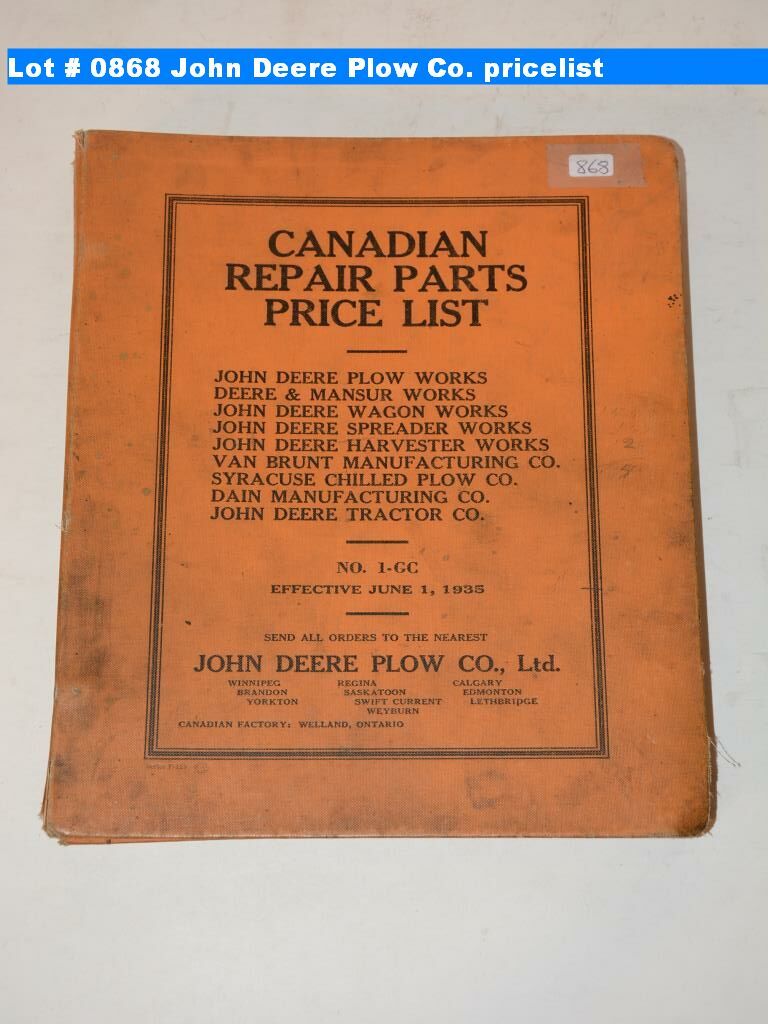 Lot # 0868 John Deere Plow Co. pricelist
868
CANADIAN
REPAIR PARTS
PRICE LIST
JOHN DEERE PLOW WORKS
DEERE & MANSUR WORKS
JOHN DEERE WAGON WORKS
JOHN DEERE SPREADER WORKS
JOHN DEERE HARVESTER WORKS
VAN BRUNT MANUFACTURING CO.
SYRACUSE CHILLED PLOW CO.
DAIN MANUFACTURING CO.
JOHN DEERE TRACTOR CO.
NO. 1-GC
EFFECTIVE JUNE 1, 1935
SEND ALL ORDERS TO THE NEAREST
JOHN DEERE PLOW CO., Ltd.
WINNIPEG REGINA CALGARY
BRANDON SASKATOON EDMONTON
YORKTON SWIFT CURRENT LETHBRIDGE
WEYBURN
CANADIAN FACTORY: WELLAND, ONTARIO